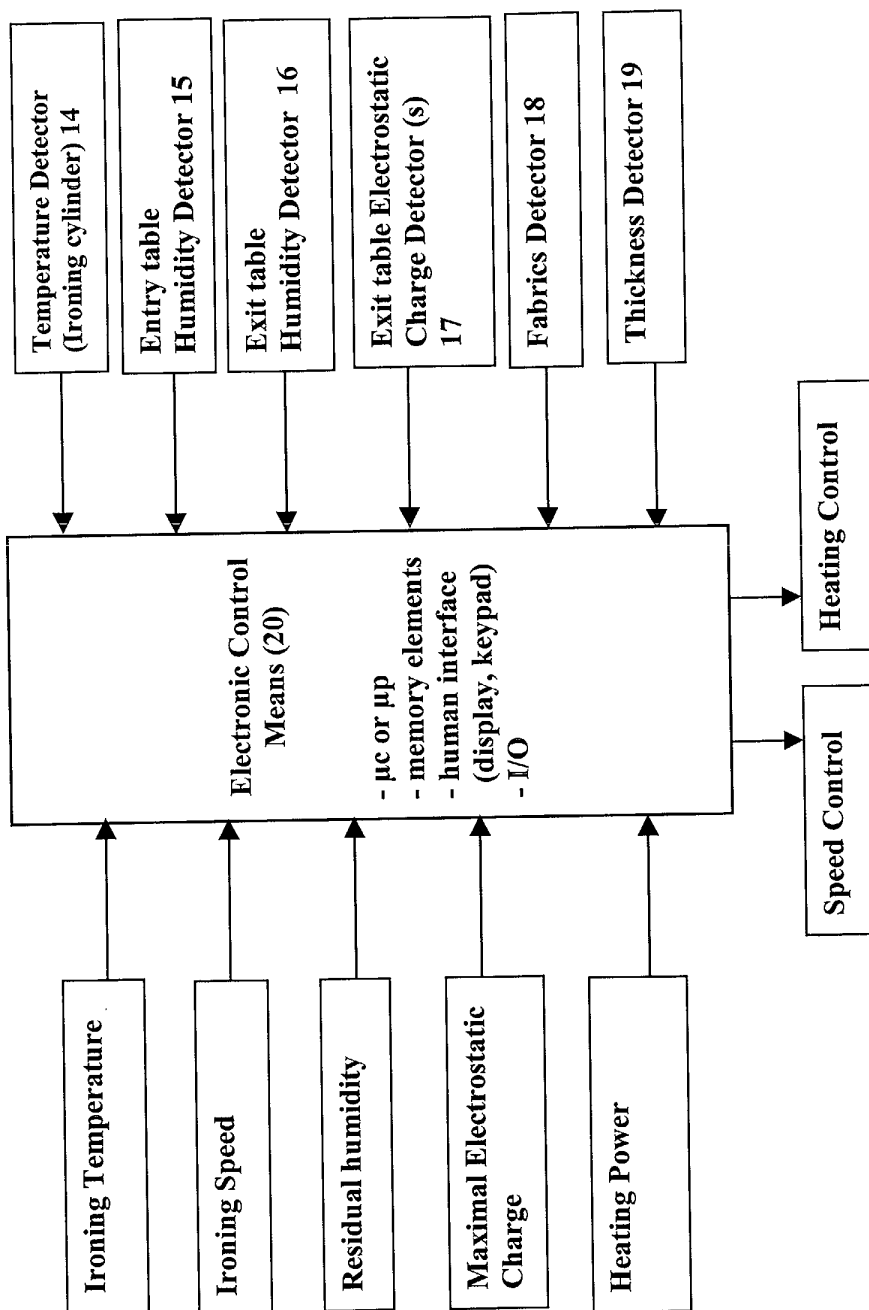 Ironing Temperature
Ironing Speed
Residual humidity
Maximal Electrostatic
Charge
Heating Power
Electronic Control
Means (20)
- µc or µp
- memory elements
- human interface
(display, keypad)
- I/O
Temperature Detector
(Ironing cylinder) 14
Entry table
Humidity Detector 15
Exit table
Humidity Detector 16
Exit table Electrostatic
Charge Detector (s)
17
Fabrics Detector 18
Thickness Detector 19
Speed Control
Heating Control